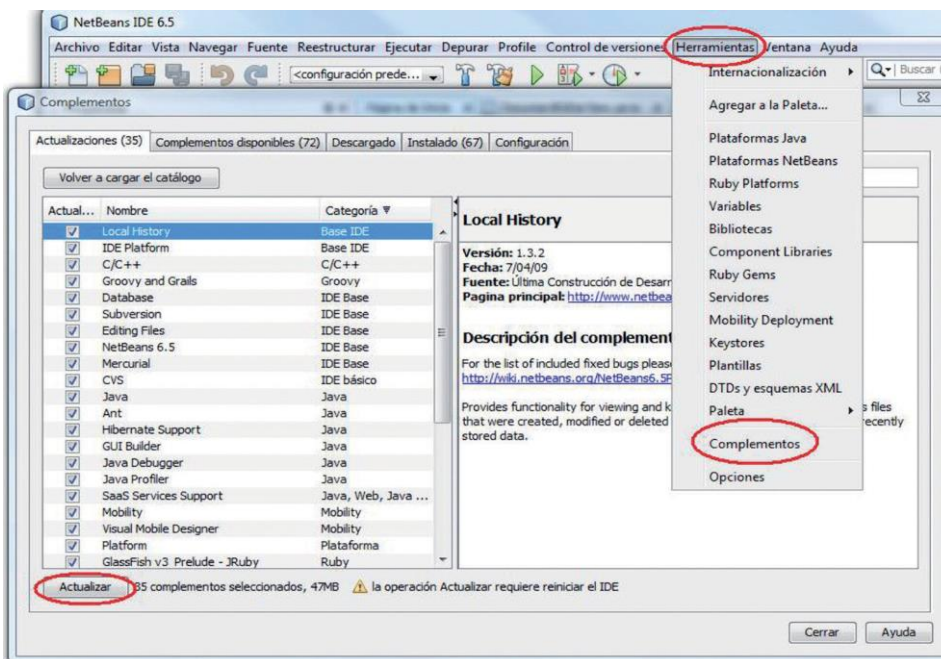 NetBeans IDE 6.5
Archivo Editar Vista Navegar Fuente Reestructurar Ejecutar Depurar Profile Control de versiones Herramientas Ventana Ayuda
<configuración prede...
Buscar
Internacionalización
Agregar a la Paleta...
Plataformas Java
Plataformas NetBeans
Ruby Platforms
Variables
Bibliotecas
Component Libraries
Ruby Gems
Servidores
Mobility Deployment
Keystores
Plantillas
DTDs y esquemas XML
Paleta
Complementos
Opciones
Complementos
Actualizaciones (35) Complementos disponibles (72) Descargado Instalado (67) Configuración
Volver a cargar el catálogo
Actual... Nombre Categoría
Local History Base IDE
IDE Platform Base IDE
C/C++ C/C++
Groovy and Grails Groovy
Database IDE Base
Subversion IDE Base
Editing Files IDE Base
NetBeans 6.5 IDE Base
Mercurial IDE Base
CVS IDE básico
Java Java
Ant Java
Hibernate Support Java
GUI Builder Java
Java Debugger Java
Java Profiler Java
SaaS Services Support Java, Web, Java ...
Mobility Mobility
Visual Mobile Designer Mobility
Platform Plataforma
GlassFish v3 Prelude - JRuby Ruby
Local History
Versión: 1.3.2
Fecha: 7/04/09
Fuente: Última Construcción de Desarr
Pagina principal: http://www.netbea
Descripción del complement
For the list of included fixed bugs pleas
http://wiki.netbeans.org/NetBeans6.5P
Provides functionality for viewing and k s files
that were created, modified or deleted recently
stored data.
Actualizar 35 complementos seleccionados, 47MB la operación Actualizar requiere reiniciar el IDE
Cerrar Ayuda